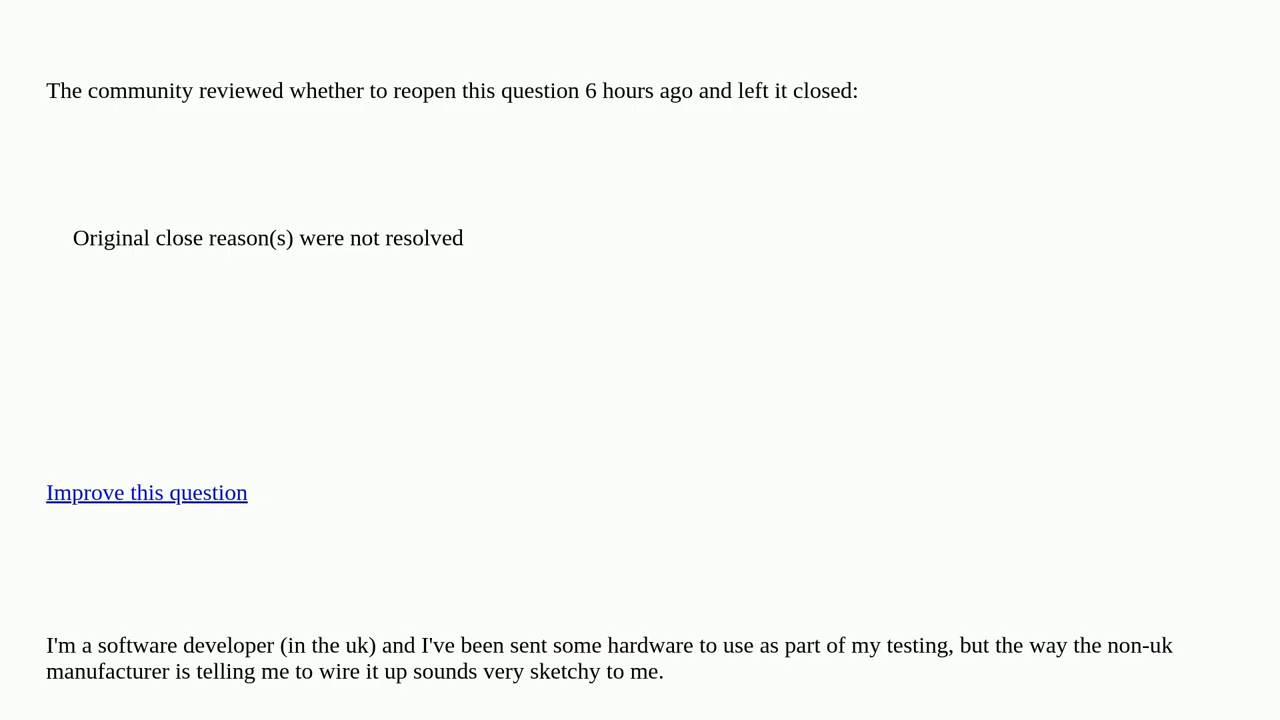 The community reviewed whether to reopen this question 6 hours ago and left it closed:
Original close reason(s) were not resolved
Improve this question
I'm a software developer (in the uk) and I've been sent some hardware to use as part of my testing, but the way the non-uk
manufacturer is telling me to wire it up sounds very sketchy to me.